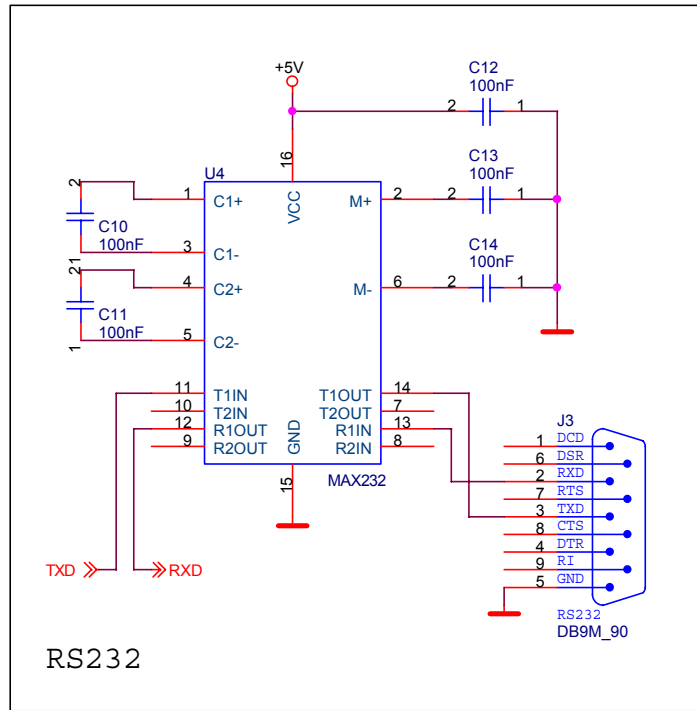 +5V
C12
100nF
2 1
16
U4
VCC
C13
100nF
2
1 C1+ M+ 2 2 1
C10
100nF
1
3 C1-
C14
100nF
2
4 C2+ M- 6 2 1
C11
100nF
1
5 C2-
11 T1IN T1OUT 14
10 T2IN T2OUT 7
12 R1OUT R1IN 13
9 R2OUT R2IN 8
GND
15
MAX232
J3
1 DCD
6 DSR
2 RXD
7 RTS
3 TXD
8 CTS
4 DTR
9 RI
5 GND
TXD RXD
RS232
DB9M_90
RS232